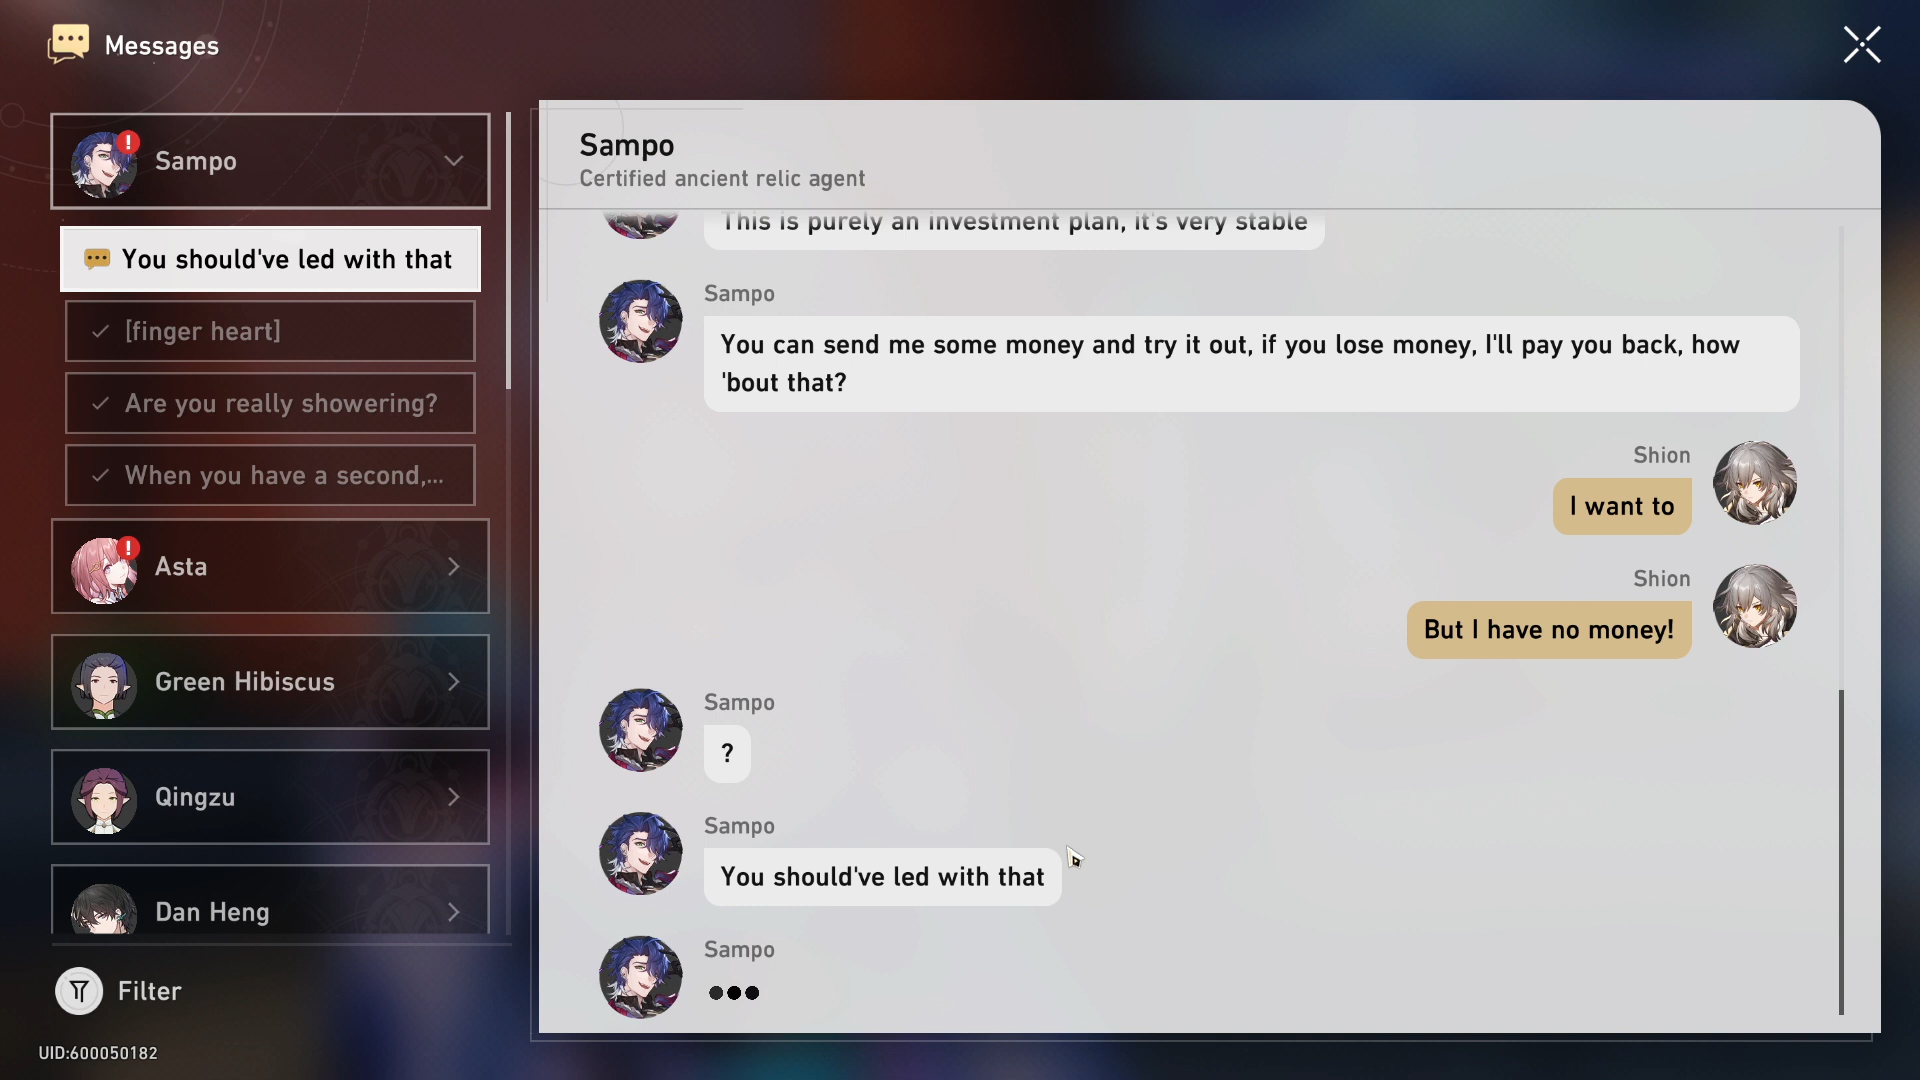 Messages
Sampo
You should've led with that
[finger heart]
Are you really showering?
When you have a second,...
Asta
Green Hibiscus
Qingzu
Dan Heng
Filter
UID:600050182
Sampo
Certified ancient relic agent
This is purely an investment plan, it's very stable
Sampo
You can send me some money and try it out, if you lose money, I'll pay you back, how
'bout that?
Shion
I want to
Shion
But I have no money!
Sampo
?
Sampo
You should've led with that
Sampo